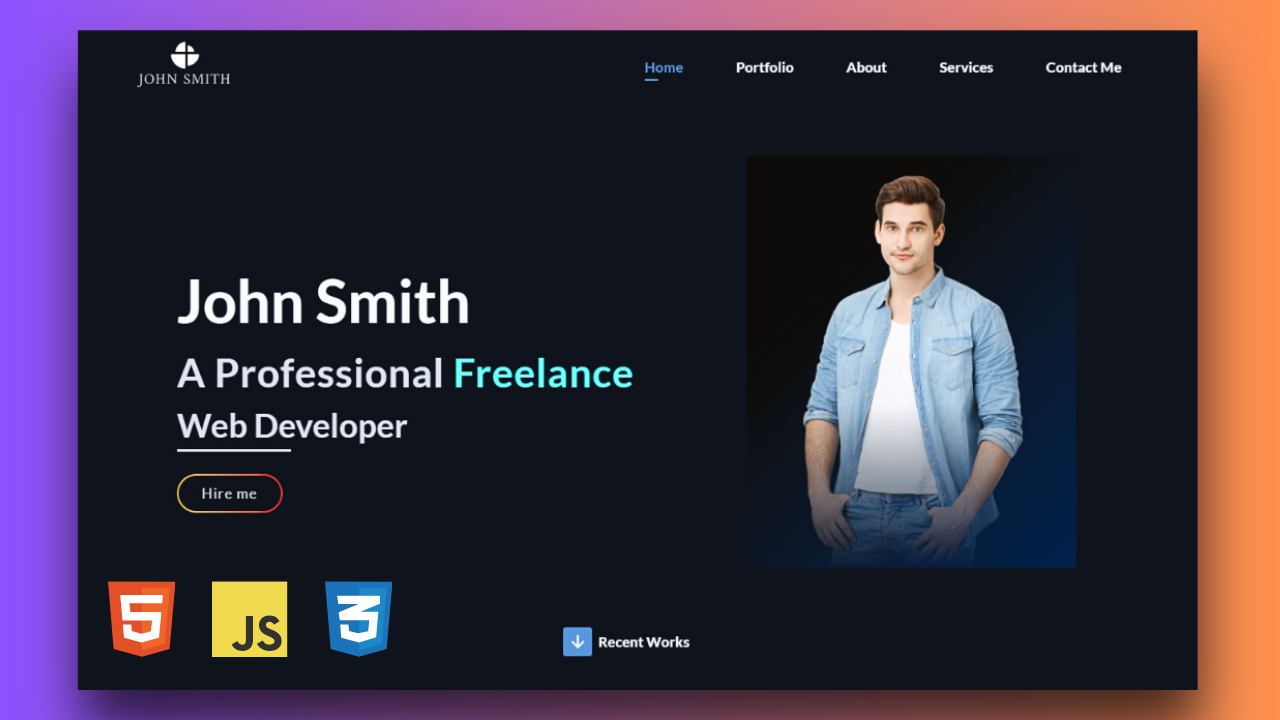 JOHN SMITH
Home Portfolio About Services Contact Me
John Smith
A Professional Freelance
Web Developer
Hire me
5 JS 3
Recent Works